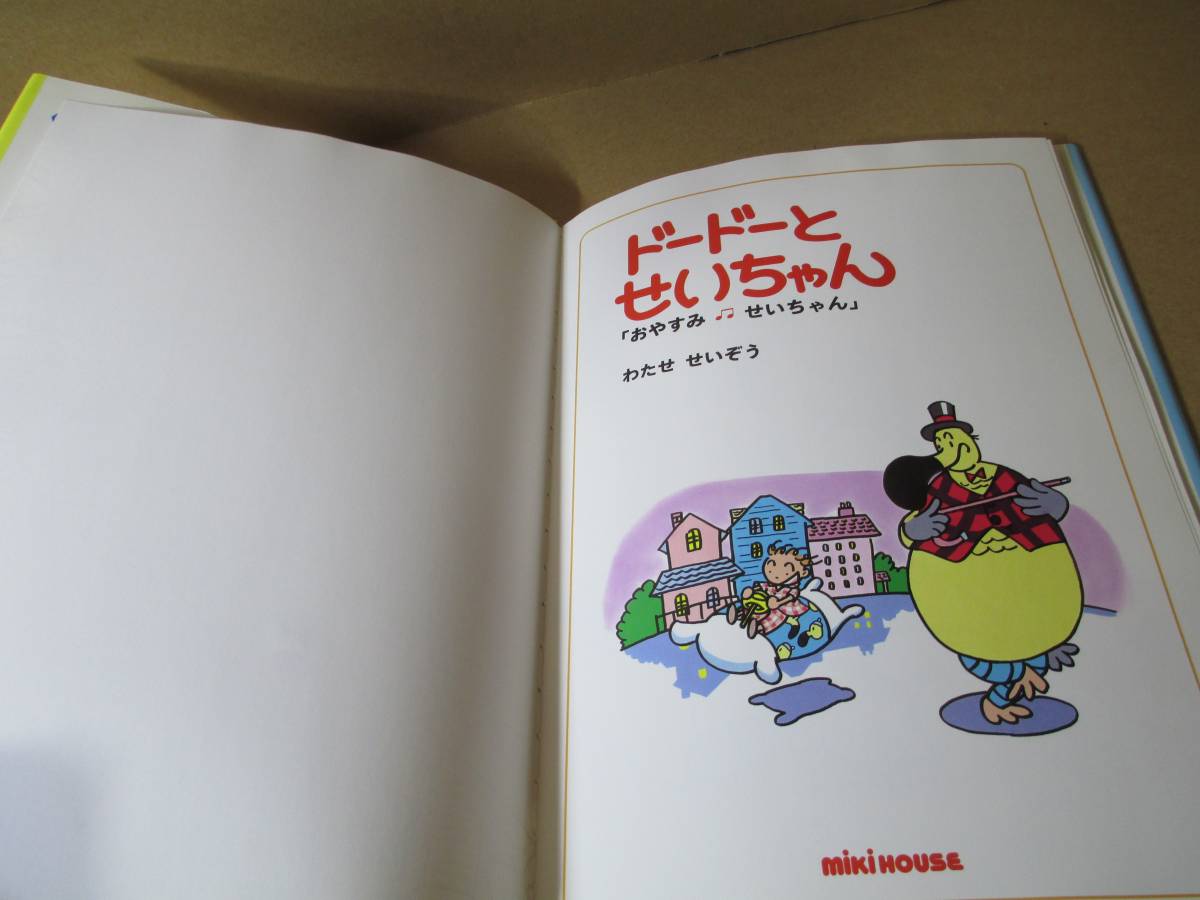 ドードーと
せいちゃん
「おやすみ ♫ せいちゃん」
わたせ せいぞう
miki HOUSE